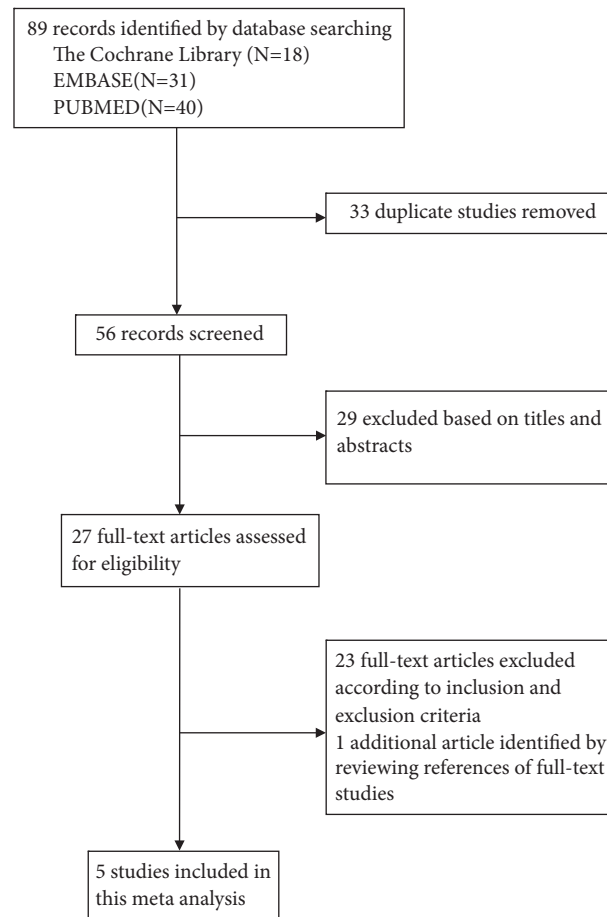 89 records identified by database searching
The Cochrane Library (N=18)
EMBASE(N=31)
PUBMED(N=40)
33 duplicate studies removed
56 records screened
29 excluded based on titles and
abstracts
27 full-text articles assessed
for eligibility
23 full-text articles excluded
according to inclusion and
exclusion criteria
1 additional article identified by
reviewing references of full-text
studies
5 studies included in
this meta analysis